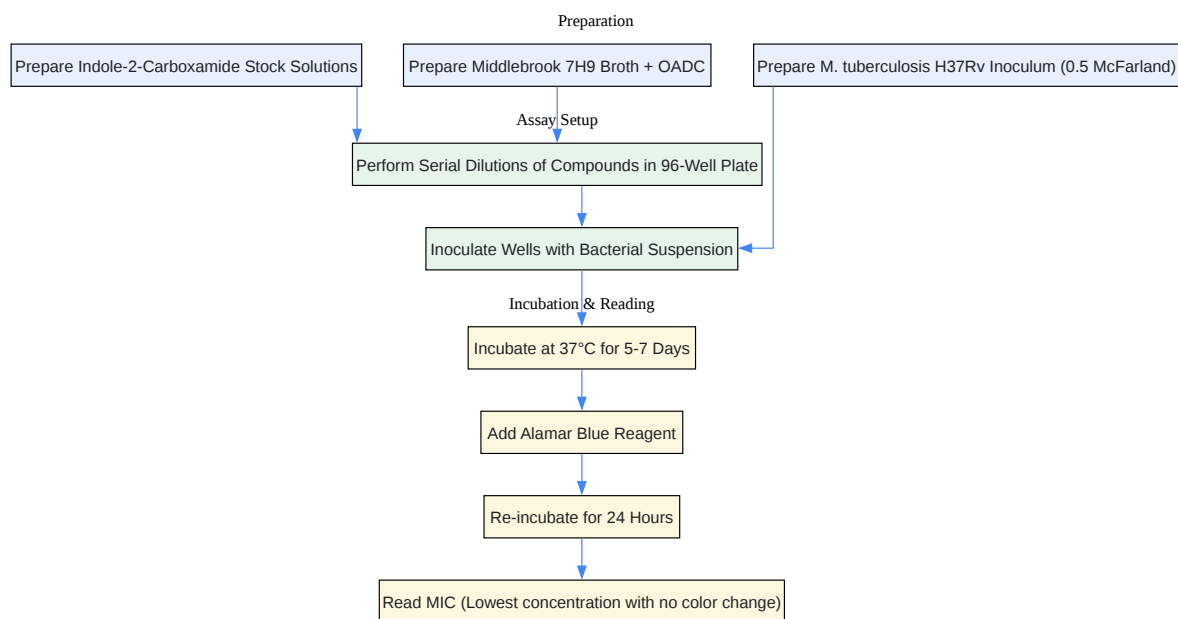 Preparation
Prepare Indole-2-Carboxamide Stock Solutions
Prepare Middlebrook 7H9 Broth + OADC
Prepare M. tuberculosis H37Rv Inoculum (0.5 McFarland)
Assay Setup
Perform Serial Dilutions of Compounds in 96-Well Plate
Inoculate Wells with Bacterial Suspension
Incubation & Reading
Incubate at 37°C for 5-7 Days
Add Alamar Blue Reagent
Re-incubate for 24 Hours
Read MIC (Lowest concentration with no color change)